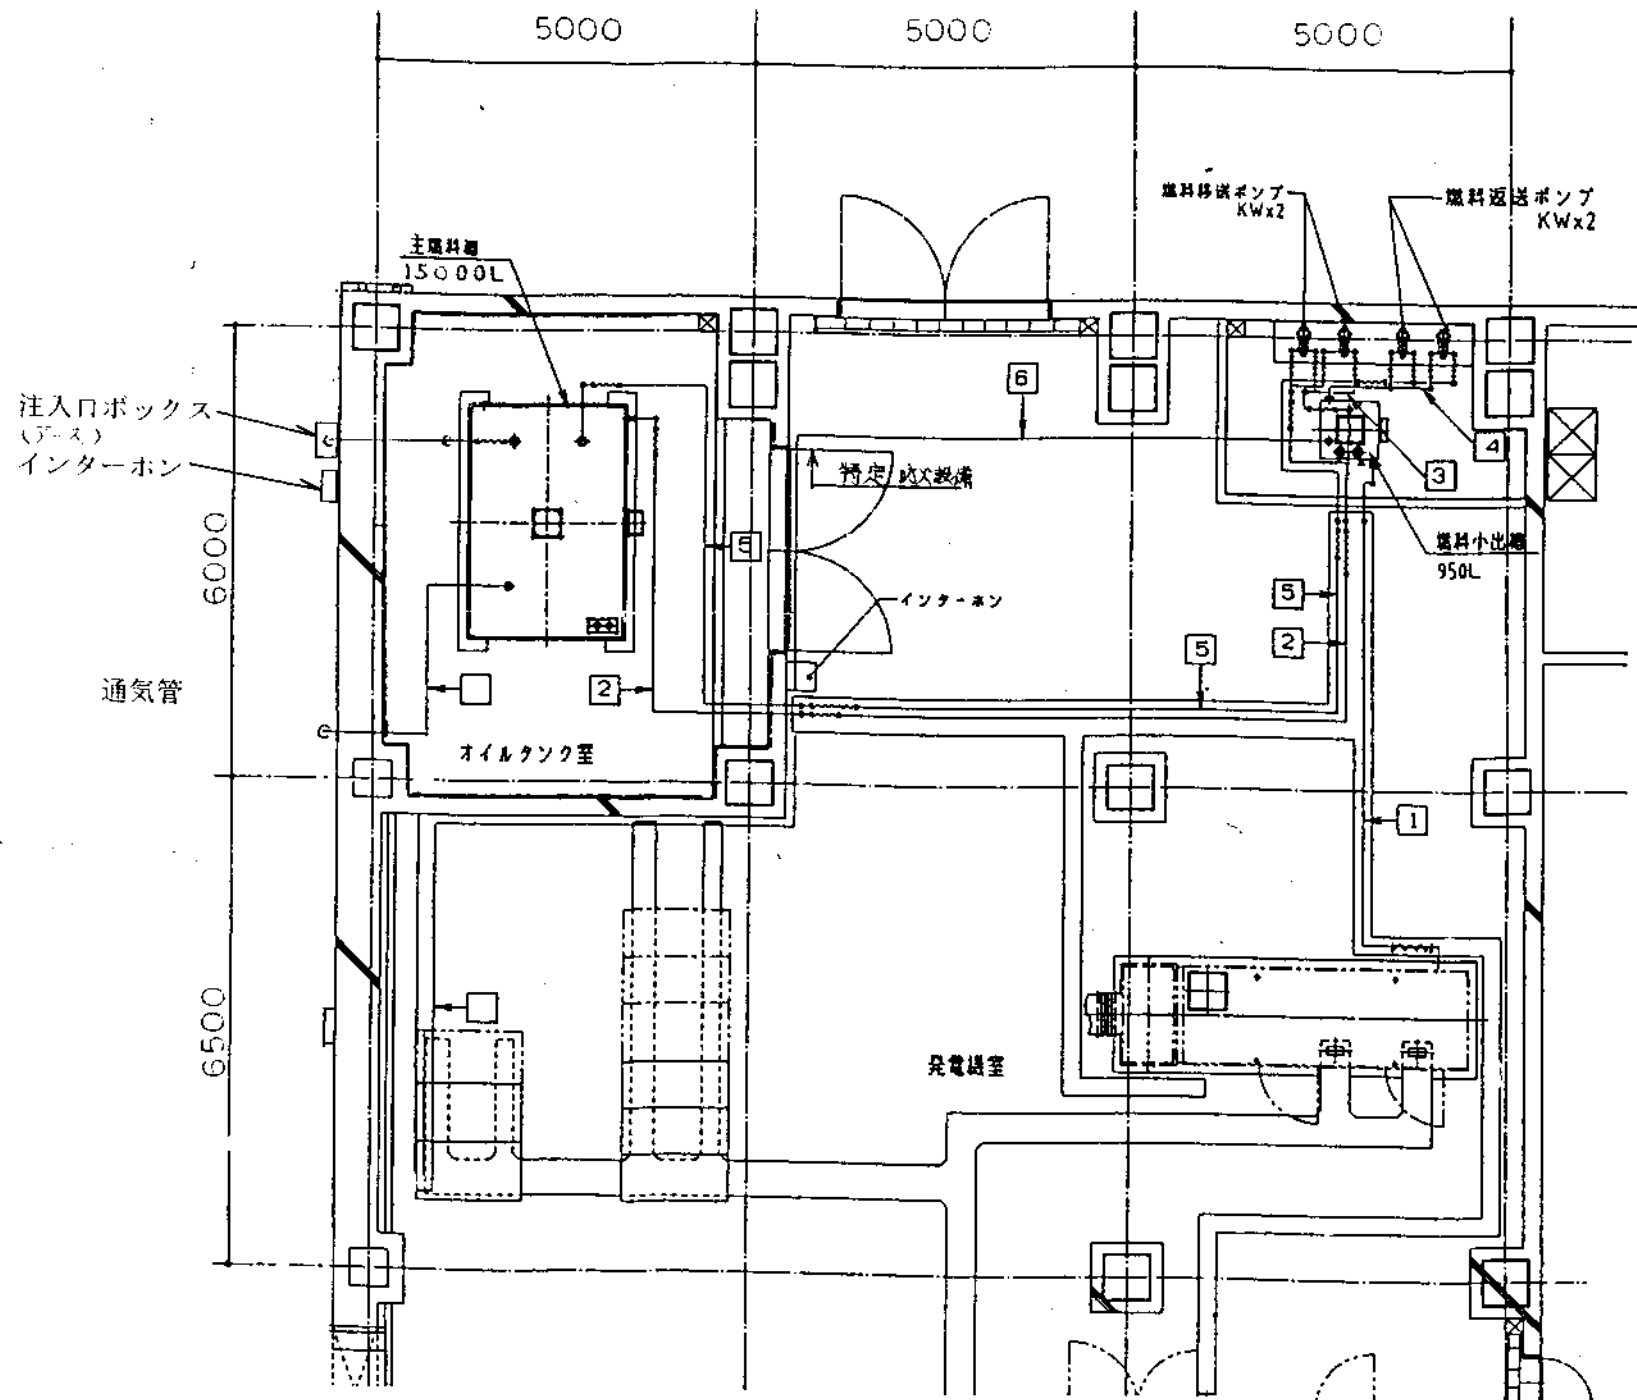 5000
5000
5000
燃料移送ポンプ
KWx2
燃料返送ポンプ
KWx2
主燃料槽
15000L
注入口ボックス
(アース)
インターホン
6
4
3
特定 防火設備
5
燃料小出槽
950L
6000
インターホン
5
2
5
2
通気管
オイルタンク室
1
6500
発電機室